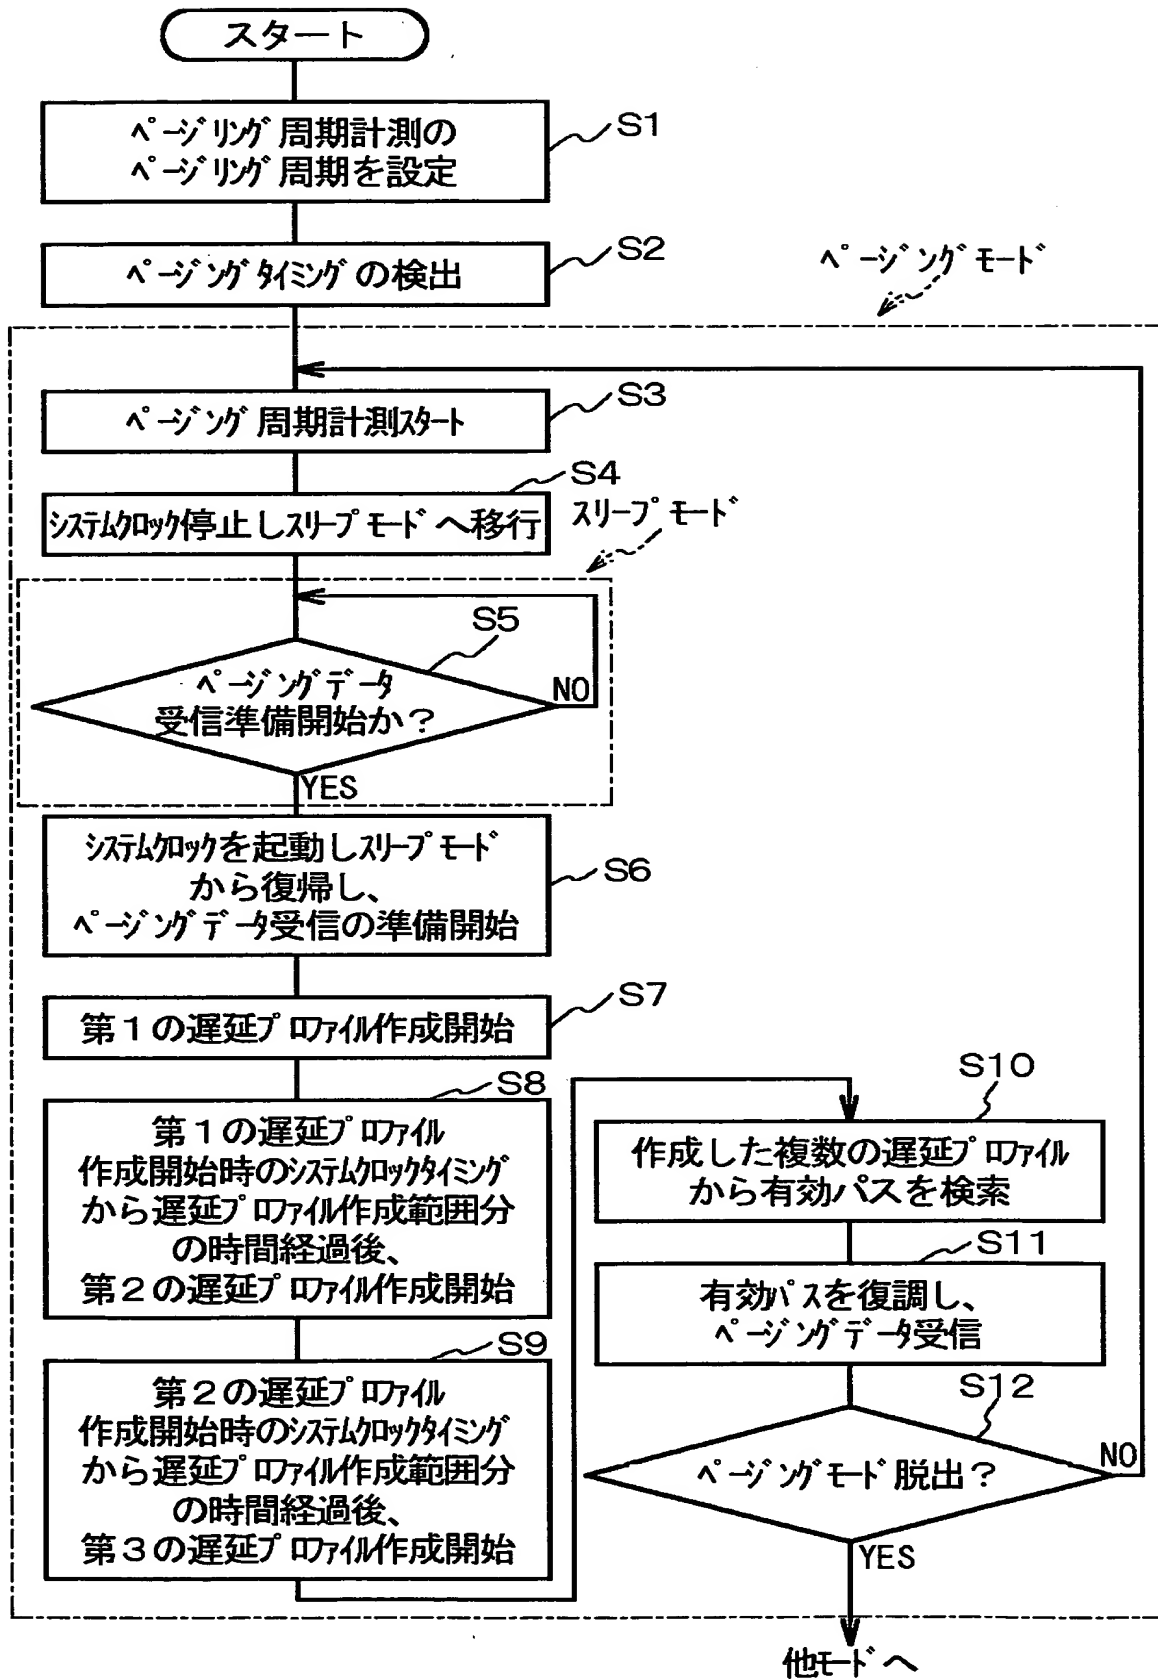 スタート
ページリング周期計測の
ページリング周期を設定
S1
ページングタイミングの検出
S2
ページングモード
ページング周期計測スタート
S3
S4
システムクロック停止しスリープモードへ移行
スリープモード
S5
ページングデータ
受信準備開始か?
NO
YES
システムクロックを起動しスリープモード
から復帰し、
ページングデータ受信の準備開始
S6
第1の遅延プロファイル作成開始
S7
S8
第1の遅延プロファイル
作成開始時のシステムクロックタイミング
から遅延プロファイル作成範囲分
の時間経過後、
第2の遅延プロファイル作成開始
S9
第2の遅延プロファイル
作成開始時のシステムクロックタイミング
から遅延プロファイル作成範囲分
の時間経過後、
第3の遅延プロファイル作成開始
S10
作成した複数の遅延プロファイル
から有効パスを検索
S11
有効パスを復調し、
ページングデータ受信
S12
ページングモード脱出?
NO
YES
他モードへ